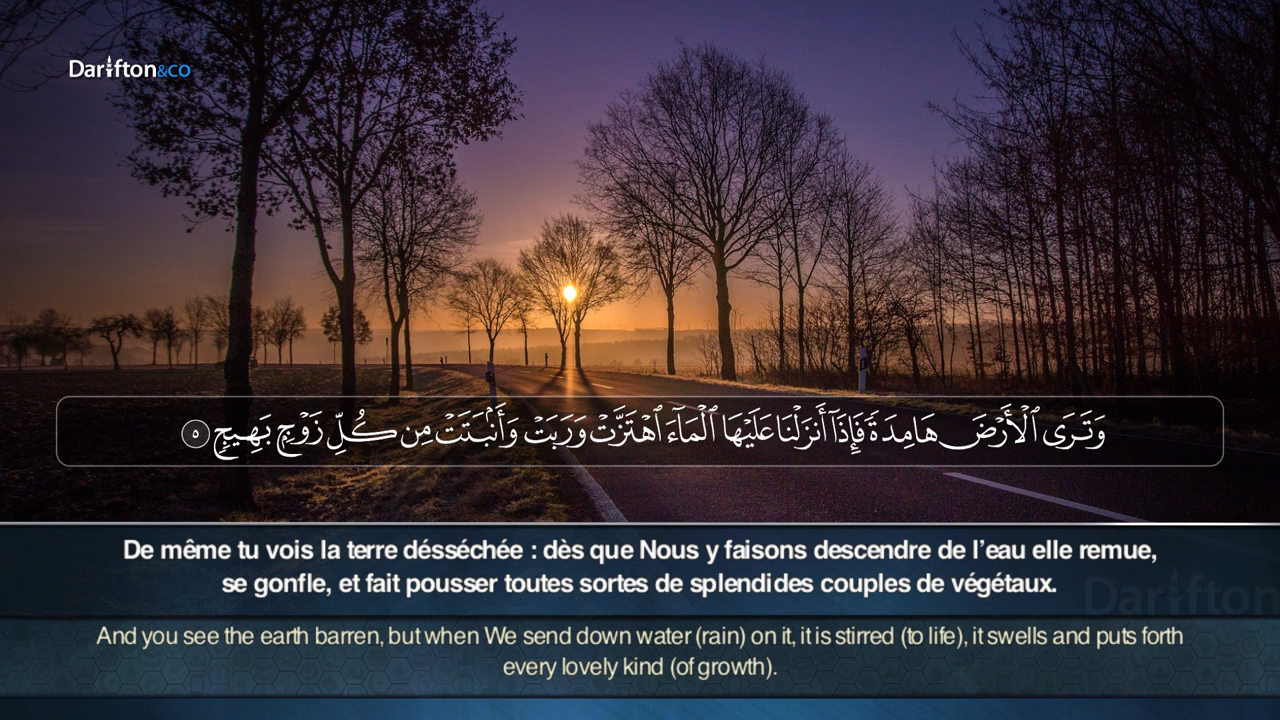 Darifton&co
وَتَرَى ٱلْأَرْضَ هَامِدَةً فَإِذَآ أَنزَلْنَا عَلَيْهَا ٱلْمَآءَ ٱهْتَزَّتْ وَرَبَتْ وَأَنۢبَتَتْ مِن كُلِّ زَوْجٍۭ بَهِيجٍ ٥
De même tu vois la terre désséchée : dès que Nous y faisons descendre de l’eau elle remue,
se gonfle, et fait pousser toutes sortes de splendides couples de végétaux.
Darifton
And you see the earth barren, but when We send down water (rain) on it, it is stirred (to life), it swells and puts forth
every lovely kind (of growth).